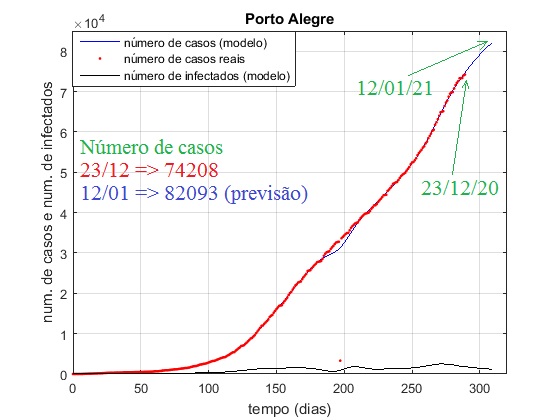 Porto Alegre
×10⁴
número de casos (modelo)
número de casos reais
número de infectados (modelo)
12/01/21
Número de casos
23/12 => 74208
12/01 => 82093 (previsão)
23/12/20
num. de casos e num. de infectados
8
7
6
5
4
3
2
1
0
0 50 100 150 200 250 300
tempo (dias)